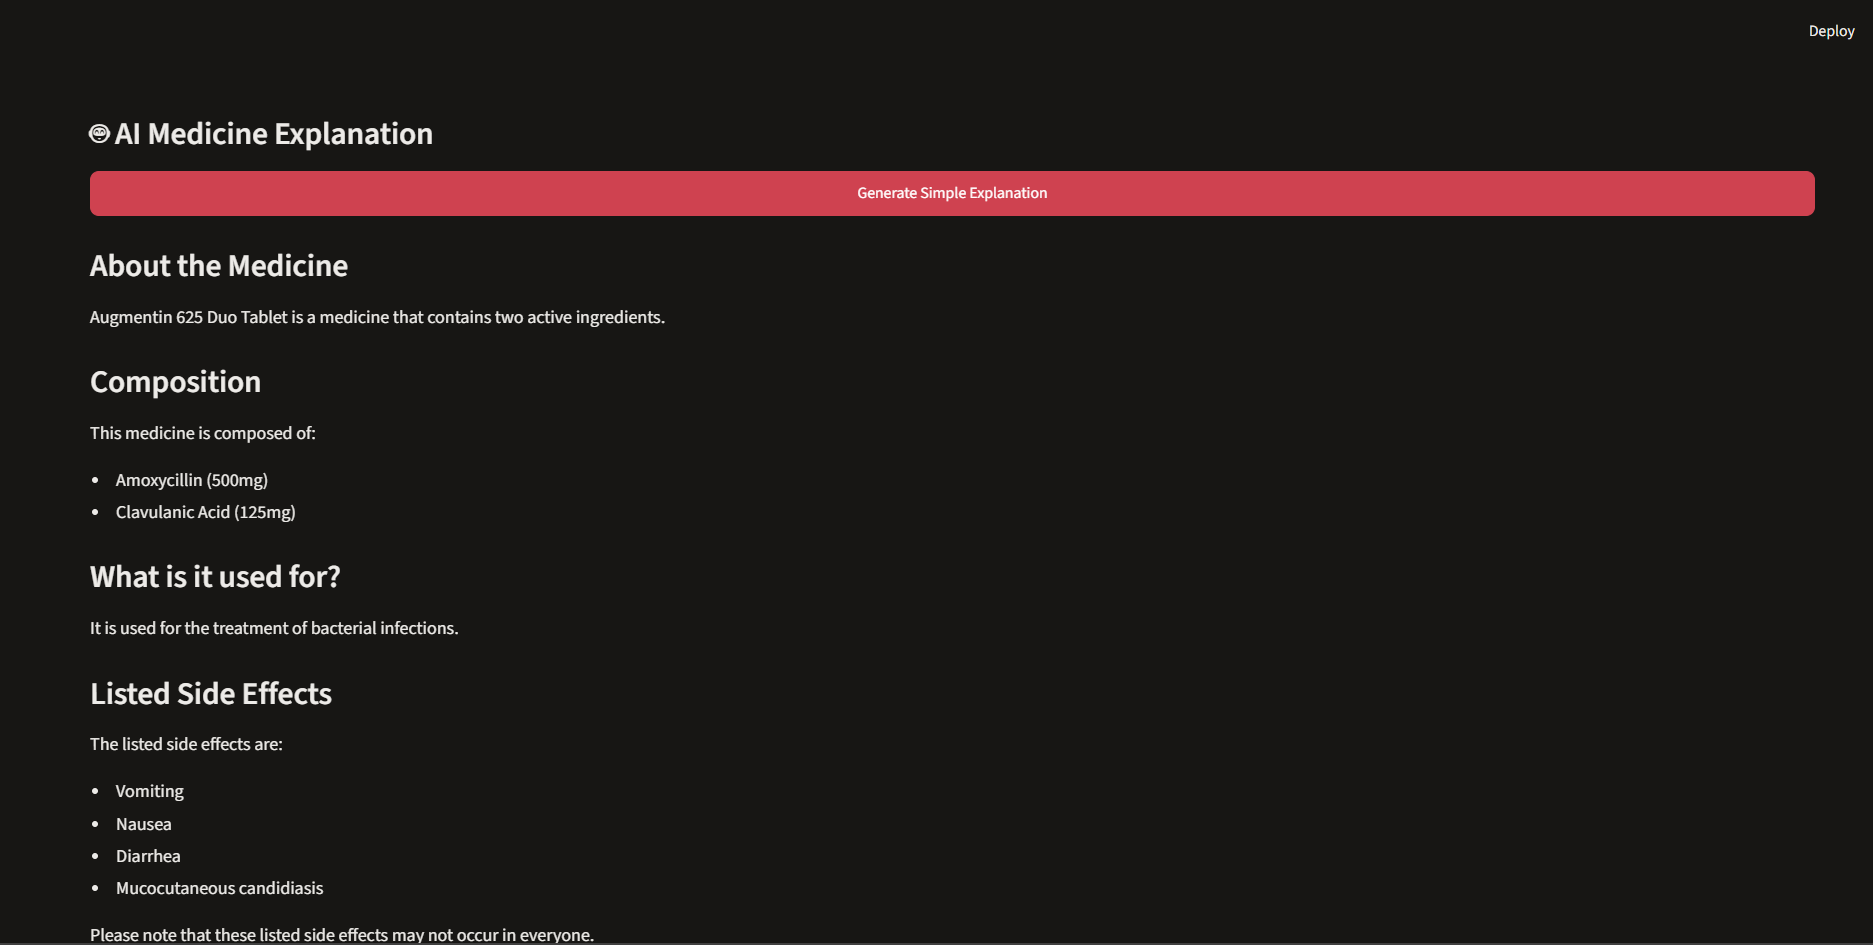 Deploy
AI Medicine Explanation
Generate Simple Explanation
About the Medicine
Augmentin 625 Duo Tablet is a medicine that contains two active ingredients.
Composition
This medicine is composed of:
• Amoxycillin (500mg)
• Clavulanic Acid (125mg)
What is it used for?
It is used for the treatment of bacterial infections.
Listed Side Effects
The listed side effects are:
• Vomiting
• Nausea
• Diarrhea
• Mucocutaneous candidiasis
Please note that these listed side effects may not occur in everyone.